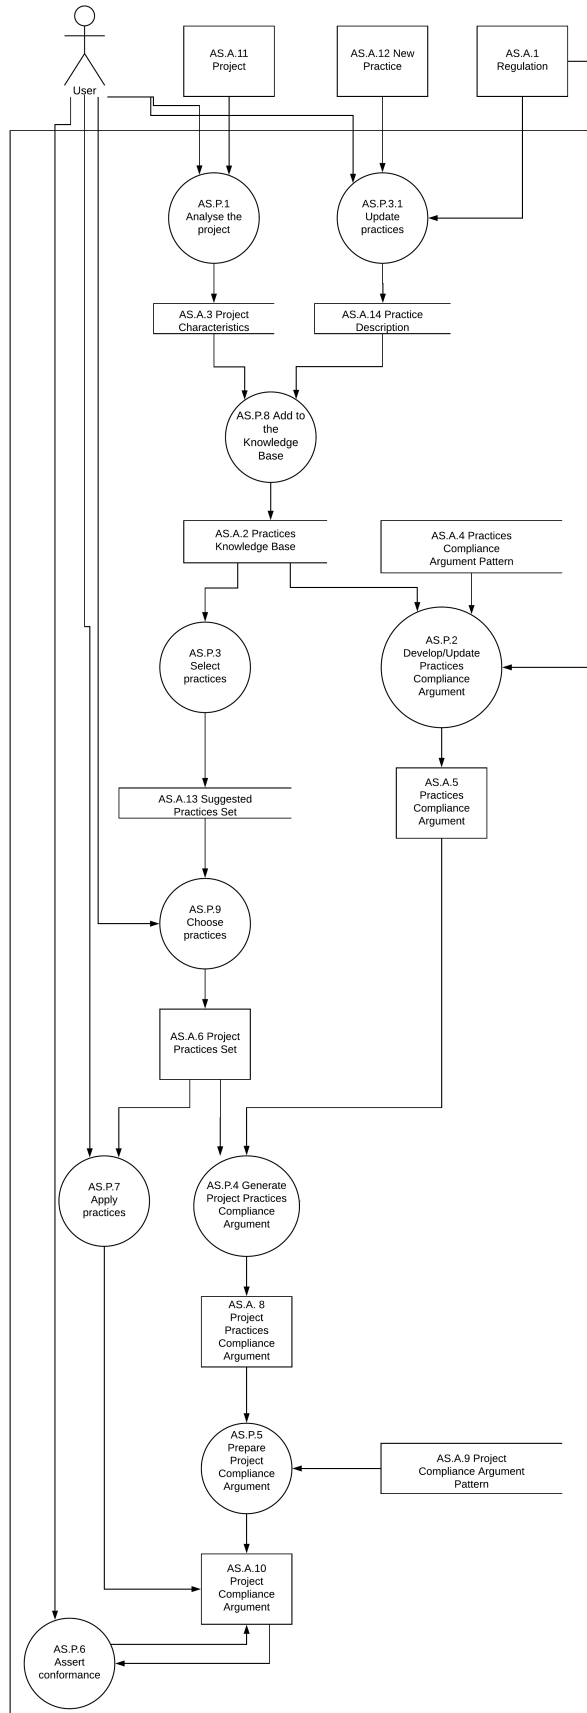 User
AS.A.11
Project
AS.A.12 New
Practice
AS.A.1
Regulation
AS.P.1
Analyse the
project
AS.P.3.1
Update
practices
AS.A.3 Project
Characteristics
AS.A.14 Practice
Description
AS.P.8 Add to
the
Knowledge
Base
AS.A.2 Practices
Knowledge Base
AS.A.4 Practices
Compliance
Argument Pattern
AS.P.3
Select
practices
AS.P.2
Develop/Update
Practices
Compliance
Argument
AS.A.13 Suggested
Practices Set
AS.A.5
Practices
Compliance
Argument
AS.P.9
Choose
practices
AS.A.6 Project
Practices Set
AS.P.7
Apply
practices
AS.P.4 Generate
Project Practices
Compliance
Argument
AS.A. 8
Project
Practices
Compliance
Argument
AS.P.5
Prepare
Project
Compliance
Argument
AS.A.9 Project
Compliance Argument
Pattern
AS.A.10
Project
Compliance
Argument
AS.P.6
Assert
conformance